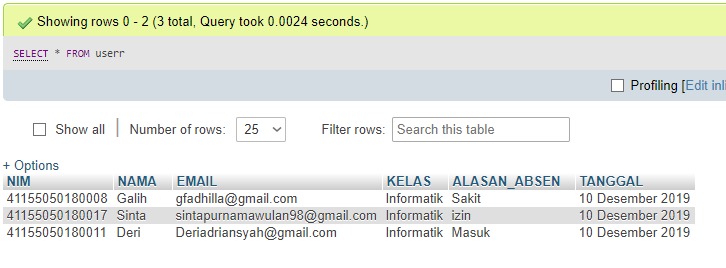 Showing rows 0 - 2 (3 total, Query took 0.0024 seconds.)
SELECT * FROM userr
Profiling [Edit inli
Show all | Number of rows: 25 Filter rows: Search this table
+ Options
NIM NAMA EMAIL KELAS ALASAN_ABSEN TANGGAL
41155050180008 Galih gfadhilla@gmail.com Informatik Sakit 10 Desember 2019
41155050180017 Sinta sintapurnamawulan98@gmail.com Informatik izin 10 Desember 2019
41155050180011 Deri Deriadriansyah@gmail.com Informatik Masuk 10 Desember 2019